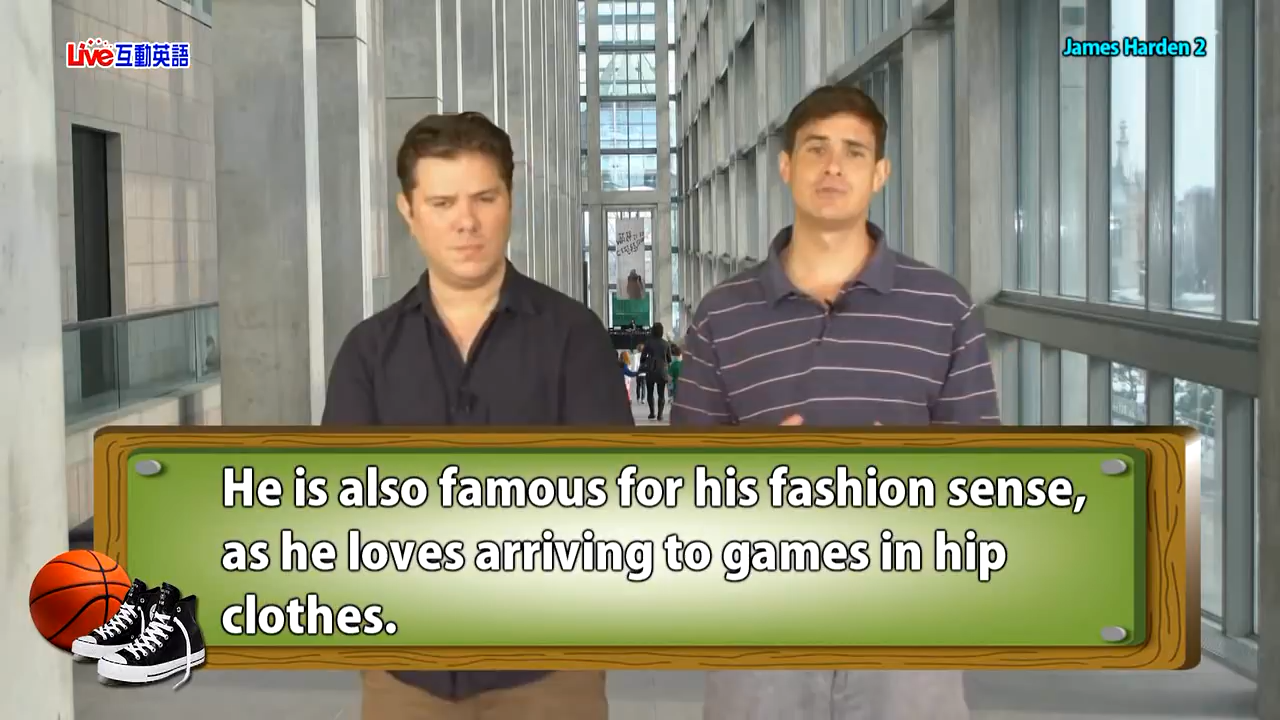 Live互動英語
James Harden 2
He is also famous for his fashion sense,
as he loves arriving to games in hip
clothes.